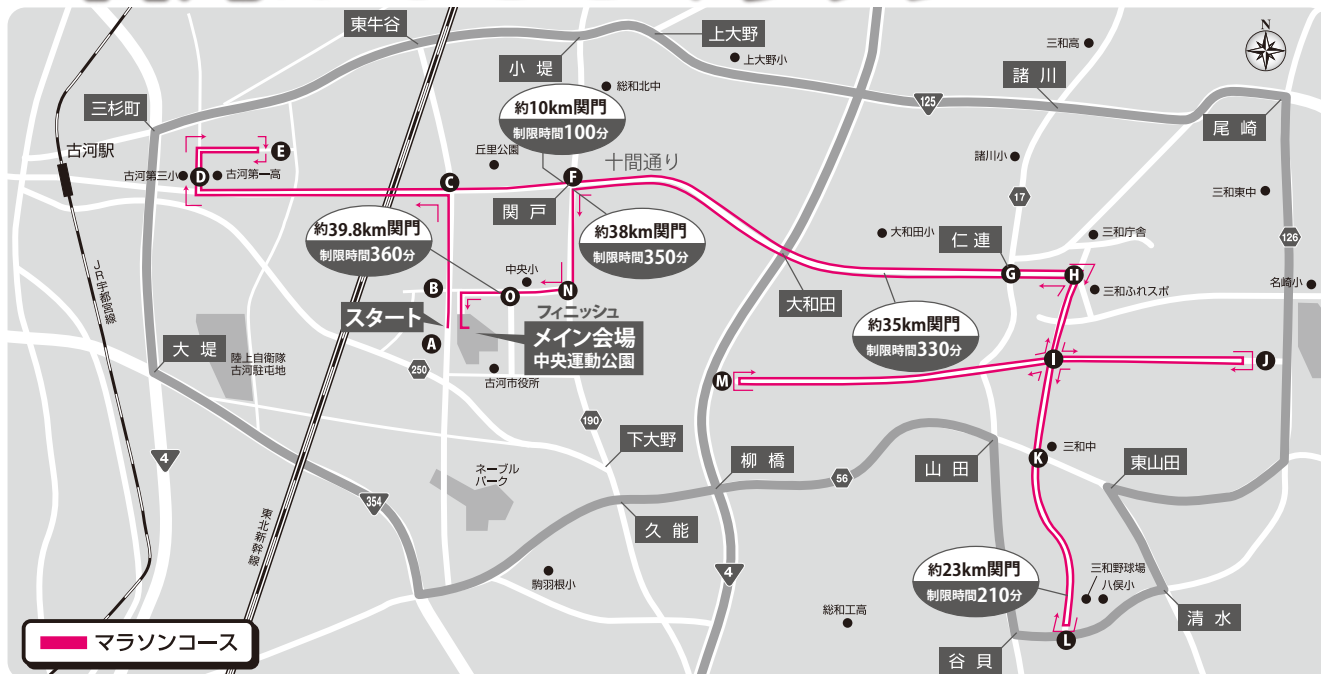 東牛谷
上大野
N
三和高
小堤
上大野小
総和北中
諸川
約10km関門
制限時間100分
三杉町
125
尾崎
古河駅
E
丘里公園
十間通り
諸川小
古河第三小
D
古河第一高
C
F
関戸
17
三和東中
約39.8km関門
制限時間360分
約38km関門
制限時間350分
大和田小
仁連
三和庁舎
126
中央小
G
H
名崎小
B
O
N
大和田
三和ふれスポ
JR宇都宮線
スタート
フィニッシュ
メイン会場
中央運動公園
約35km関門
制限時間330分
A
大堤
陸上自衛隊
古河駐屯地
250
古河市役所
M
I
J
190
下大野
三和中
4
ネーブル
パーク
柳橋
56
山田
K
東山田
354
東北新幹線
久能
駒羽根小
4
約23km関門
制限時間210分
三和野球場
八俣小
総和工高
清水
マラソンコース
L
谷貝